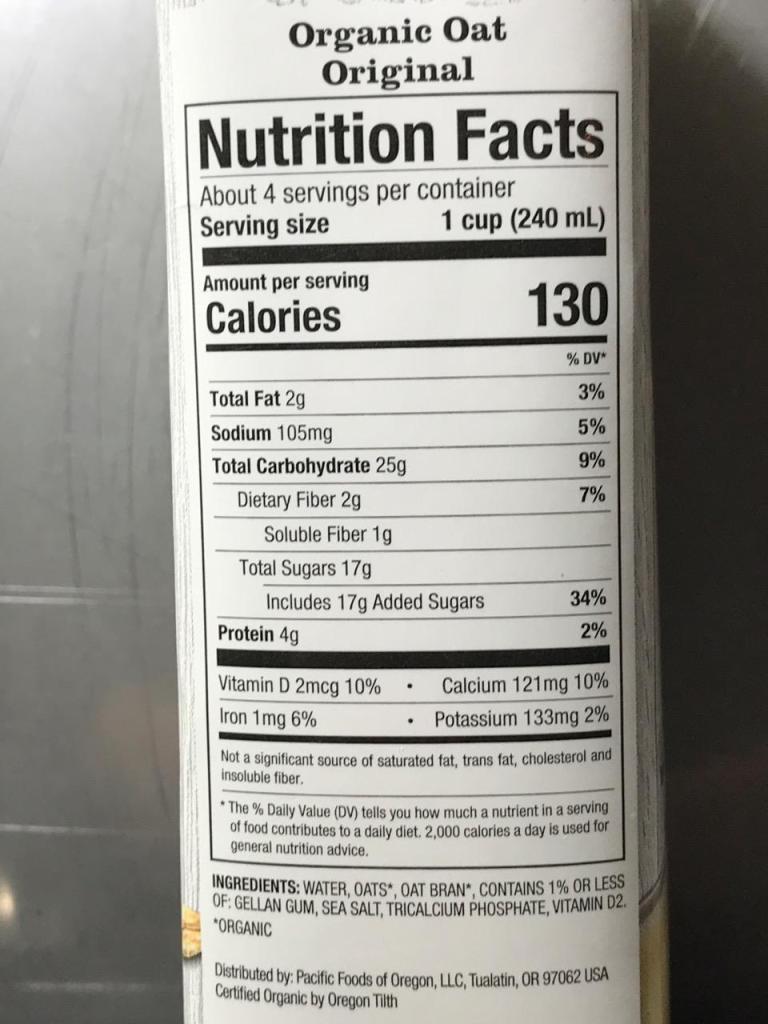 Organic Oat
Original
Nutrition Facts
About 4 servings per container
Serving size 1 cup (240 mL)
Amount per serving
Calories 130
% DV*
Total Fat 2g 3%
Sodium 105mg 5%
Total Carbohydrate 25g 9%
Dietary Fiber 2g 7%
Soluble Fiber 1g
Total Sugars 17g
Includes 17g Added Sugars 34%
Protein 4g 2%
Vitamin D 2mcg 10% • Calcium 121mg 10%
Iron 1mg 6% • Potassium 133mg 2%
Not a significant source of saturated fat, trans fat, cholesterol and
insoluble fiber.
* The % Daily Value (DV) tells you how much a nutrient in a serving
of food contributes to a daily diet. 2,000 calories a day is used for
general nutrition advice.
INGREDIENTS: WATER, OATS*, OAT BRAN*, CONTAINS 1% OR LESS
OF: GELLAN GUM, SEA SALT, TRICALCIUM PHOSPHATE, VITAMIN D2.
*ORGANIC
Distributed by: Pacific Foods of Oregon, LLC, Tualatin, OR 97062 USA
Certified Organic by Oregon Tilth